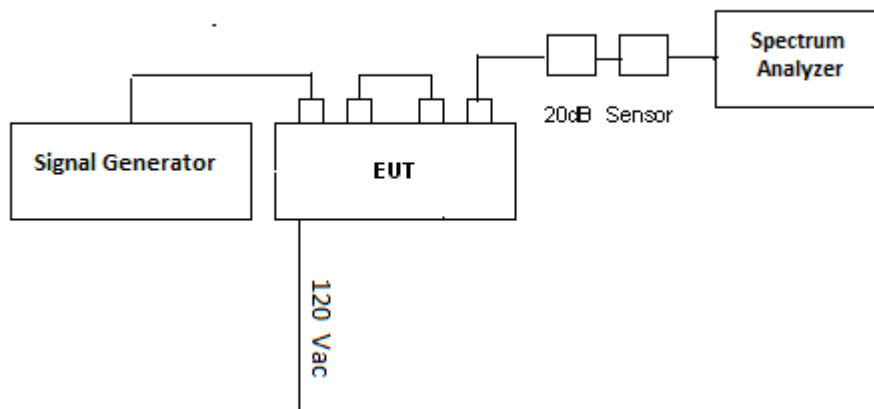 Spectrum
Analyzer
20dB Sensor
Signal Generator
EUT
120 Vac